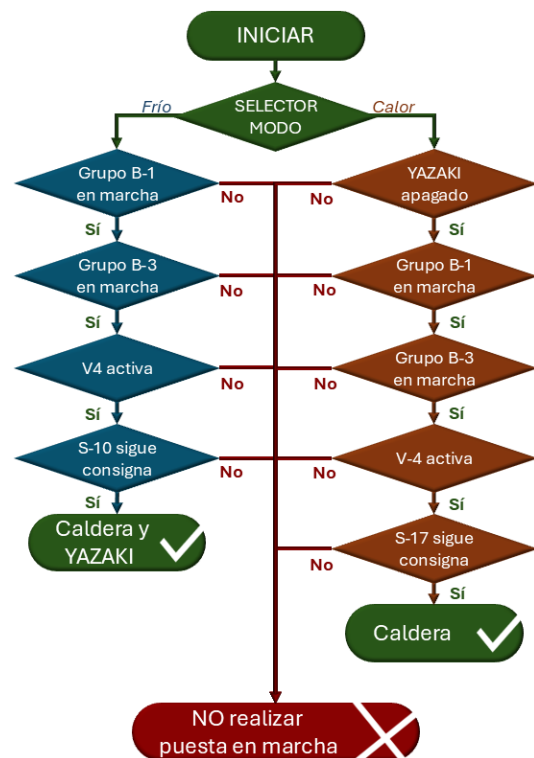 INICIAR
SELECTOR
MODO
Frío
Calor
Grupo B-1
en marcha
No
Sí
Grupo B-3
en marcha
No
Sí
V4 activa
No
Sí
S-10 sigue
consigna
No
Sí
Caldera y
YAZAKI
YAZAKI
apagado
No
Sí
Grupo B-1
en marcha
No
Sí
Grupo B-3
en marcha
No
Sí
V-4 activa
No
Sí
S-17 sigue
consigna
No
Sí
Caldera
NO realizar
puesta en marcha